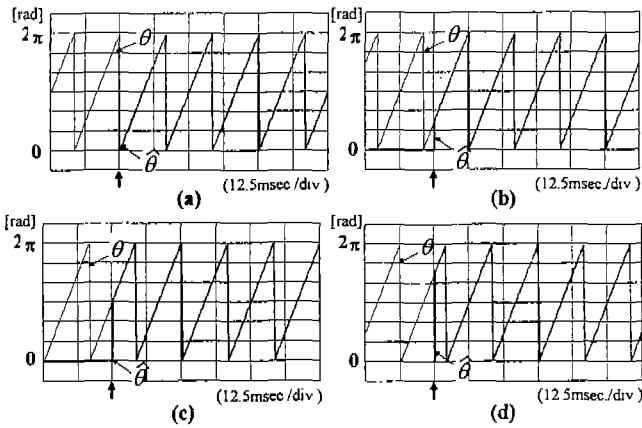 [rad]
2π
θ
0
θ̂
(12.5msec/div)
(a)
[rad]
2π
θ
0
θ̂
(12.5msec./div)
(b)
[rad]
2π
θ
0
θ̂
(12.5msec/div)
(c)
[rad]
2π
θ
0
θ̂
(12.5msec./div)
(d)